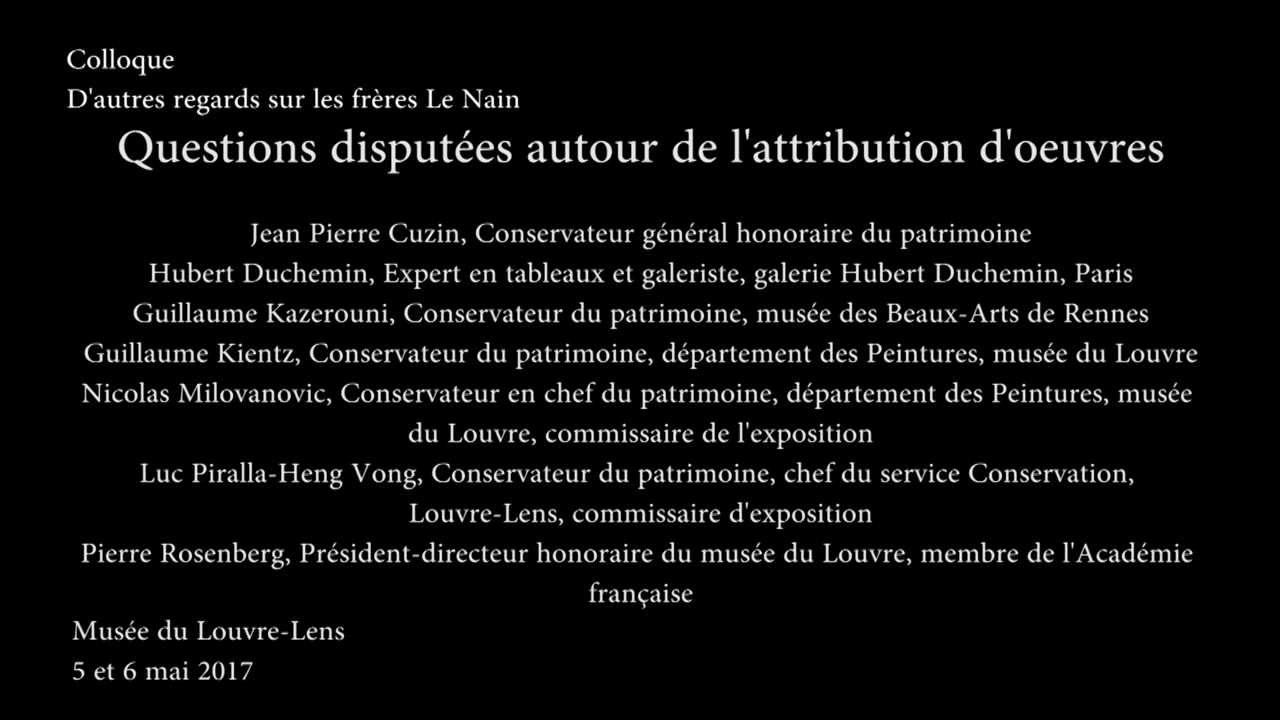 Colloque
D'autres regards sur les frères Le Nain
Questions disputées autour de l'attribution d'oeuvres
Jean Pierre Cuzin, Conservateur général honoraire du patrimoine
Hubert Duchemin, Expert en tableaux et galeriste, galerie Hubert Duchemin, Paris
Guillaume Kazerouni, Conservateur du patrimoine, musée des Beaux-Arts de Rennes
Guillaume Kientz, Conservateur du patrimoine, département des Peintures, musée du Louvre
Nicolas Milovanovic, Conservateur en chef du patrimoine, département des Peintures, musée
du Louvre, commissaire de l'exposition
Luc Piralla-Heng Vong, Conservateur du patrimoine, chef du service Conservation,
Louvre-Lens, commissaire d'exposition
Pierre Rosenberg, Président-directeur honoraire du musée du Louvre, membre de l'Académie
française
Musée du Louvre-Lens
5 et 6 mai 2017